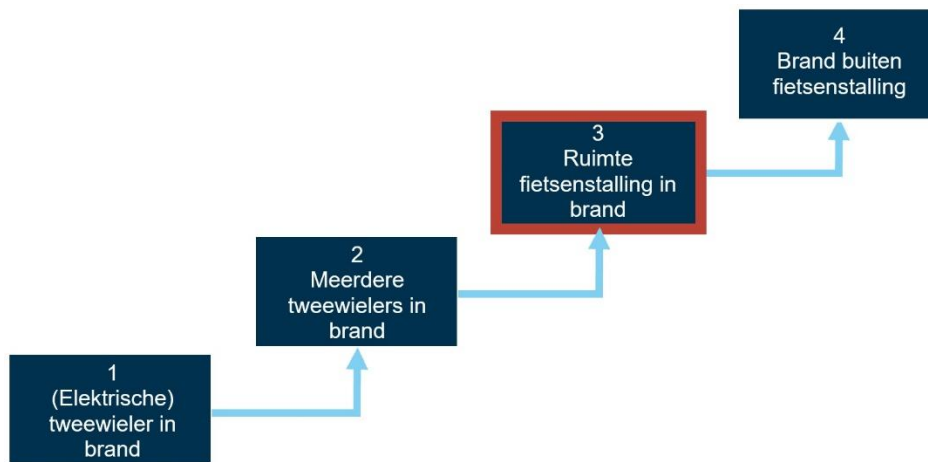 1
(Elektrische)
tweewieler in
brand
2
Meerdere
tweewielers in
brand
3
Ruimte
fietsenstalling in
brand
4
Brand buiten
fietsenstalling